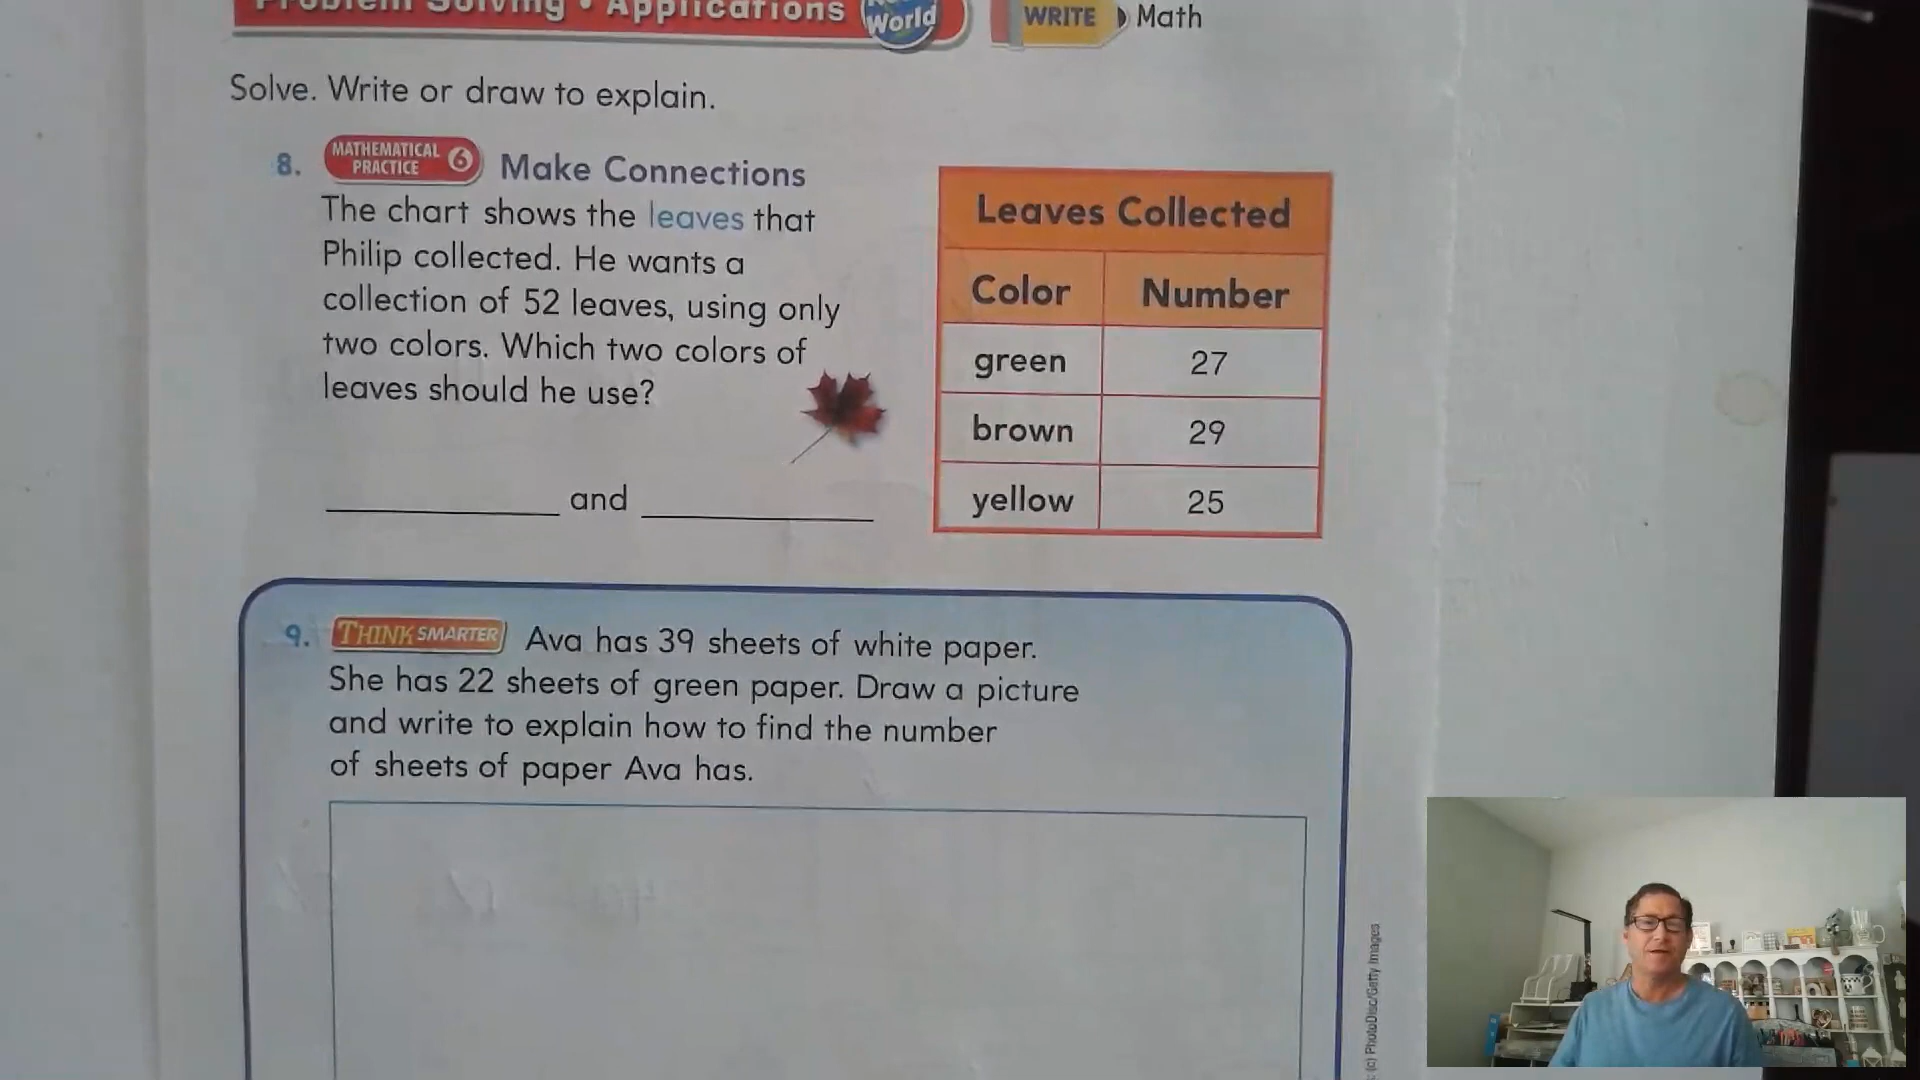 Problem Solving • Applications World WRITE Math
Solve. Write or draw to explain.
8. MATHEMATICAL PRACTICE 6 Make Connections
The chart shows the leaves that
Philip collected. He wants a
collection of 52 leaves, using only
two colors. Which two colors of
leaves should he use?
and
Leaves Collected
Color Number
green 27
brown 29
yellow 25
9. THINK SMARTER Ava has 39 sheets of white paper.
She has 22 sheets of green paper. Draw a picture
and write to explain how to find the number
of sheets of paper Ava has.
(c) PhotoDisc/Getty Images